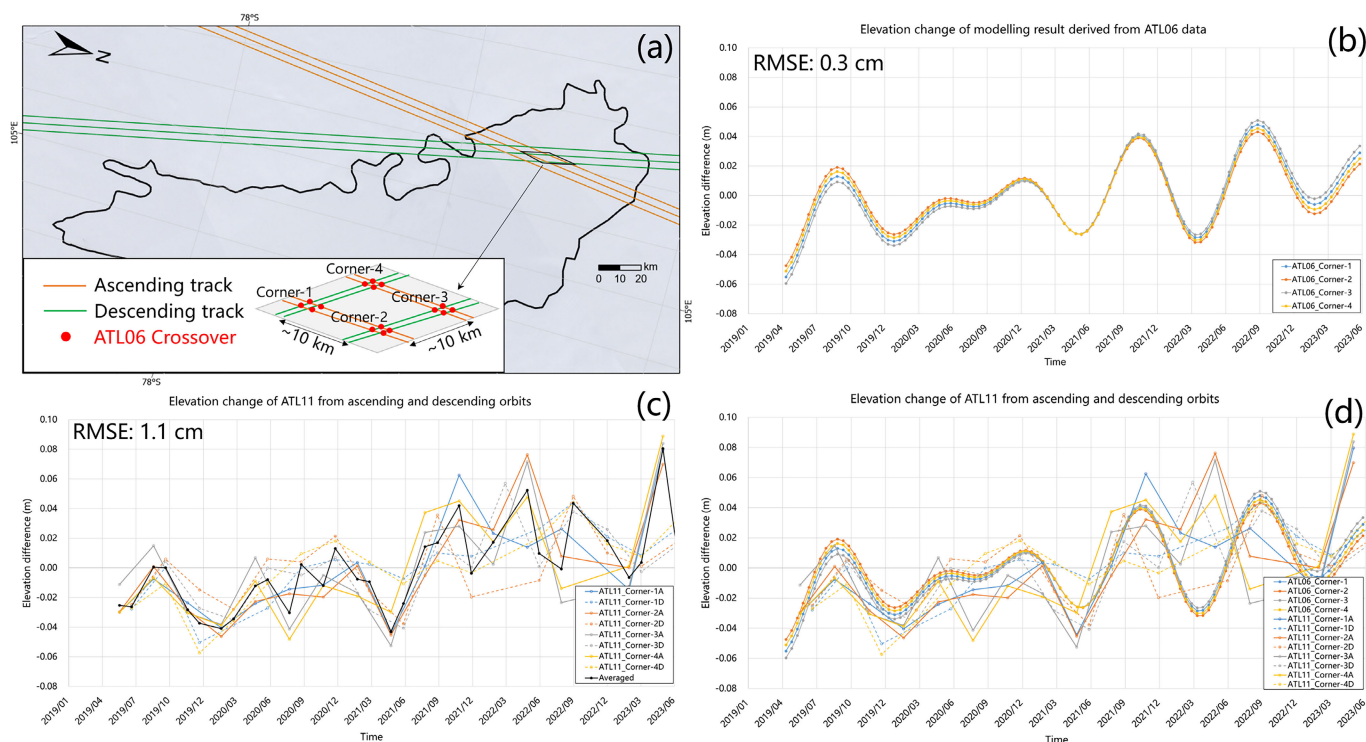 78°S
(a)
N
105°E
km
0 10 20
105°E
Ascending track
Descending track
ATL06 Crossover
Corner-4
Corner-1
Corner-3
Corner-2
~10 km
~10 km
78°S
Elevation change of modelling result derived from ATL06 data
(b)
RMSE: 0.3 cm
Elevation difference (m)
0.10
0.08
0.06
0.04
0.02
0.00
-0.02
-0.04
-0.06
-0.08
ATL06_Corner-1
ATL06_Corner-2
ATL06_Corner-3
ATL06_Corner-4
2019/01
2019/04
2019/07
2019/10
2019/12
2020/03
2020/06
2020/09
2020/12
2021/03
2021/06
2021/09
2021/12
2022/03
2022/06
2022/09
2022/12
2023/03
2023/06
Time
Elevation change of ATL11 from ascending and descending orbits
(c)
RMSE: 1.1 cm
Elevation difference (m)
0.10
0.08
0.06
0.04
0.02
0.00
-0.02
-0.04
-0.06
-0.08
ATL11_Corner-1A
ATL11_Corner-1D
ATL11_Corner-2A
ATL11_Corner-2D
ATL11_Corner-3A
ATL11_Corner-3D
ATL11_Corner-4A
ATL11_Corner-4D
Averaged
2019/01
2019/04
2019/07
2019/10
2019/12
2020/03
2020/06
2020/09
2020/12
2021/03
2021/06
2021/09
2021/12
2022/03
2022/06
2022/09
2022/12
2023/03
2023/06
Time
Elevation change of ATL11 from ascending and descending orbits
(d)
Elevation difference (m)
0.10
0.08
0.06
0.04
0.02
0.00
-0.02
-0.04
-0.06
-0.08
ATL06_Corner-1
ATL06_Corner-2
ATL06_Corner-3
ATL06_Corner-4
ATL11_Corner-1A
ATL11_Corner-1D
ATL11_Corner-2A
ATL11_Corner-2D
ATL11_Corner-3A
ATL11_Corner-3D
ATL11_Corner-4A
ATL11_Corner-4D
2019/01
2019/04
2019/07
2019/10
2019/12
2020/03
2020/06
2020/09
2020/12
2021/03
2021/06
2021/09
2021/12
2022/03
2022/06
2022/09
2022/12
2023/03
2023/06
Time